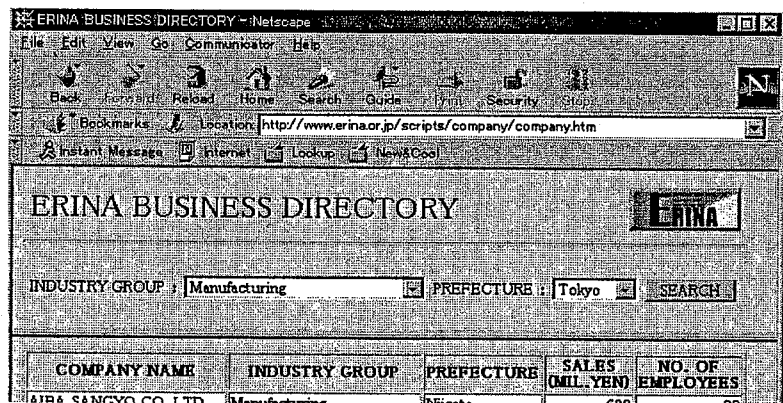 ERINA BUSINESS DIRECTORY - Netscape
File Edit View Go Communicator Help
Back Forward Reload Home Search Guide Print Security Stop N
Bookmarks Location: http://www.erina.or.jp/scripts/company/company.htm
Instant Message Internet Lookup New&Cool
ERINA BUSINESS DIRECTORY ERINA
INDUSTRY GROUP : Manufacturing PREFECTURE : Tokyo SEARCH
COMPANY NAME INDUSTRY GROUP PREFECTURE SALES (MIL. YEN) NO. OF EMPLOYEES
AIBA SANGYO CO.,LTD. Manufacturing Niigata